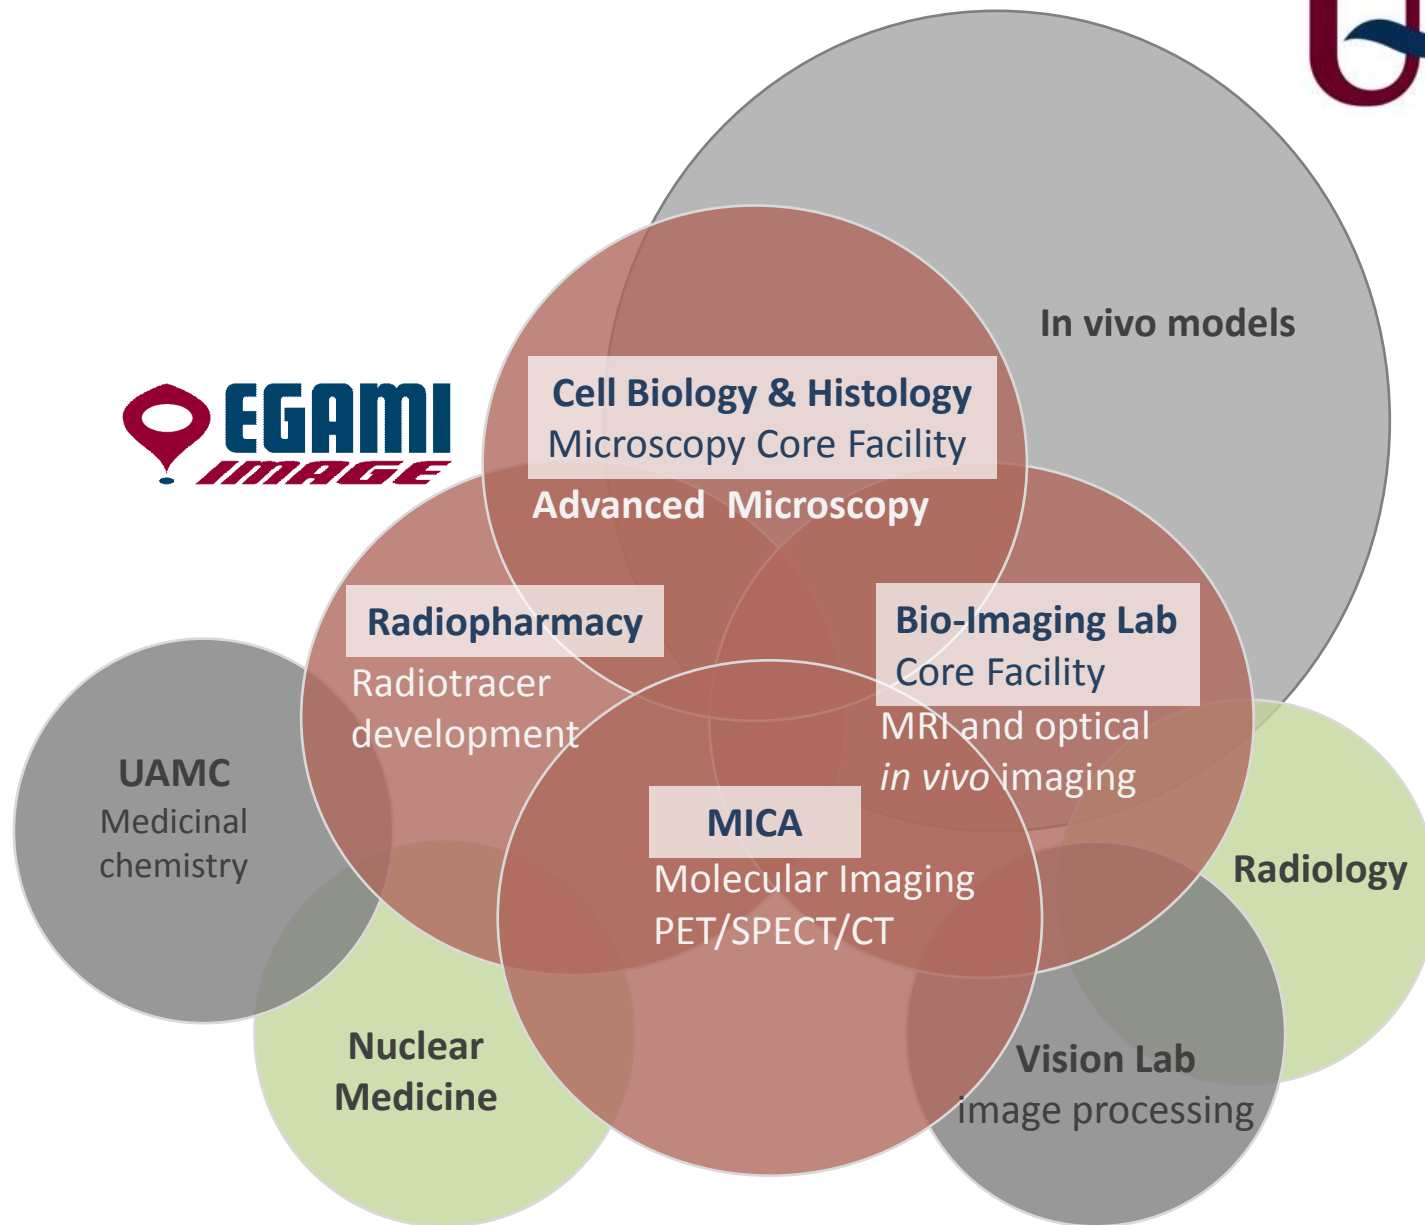 In vivo models
EGAMI
IMAGE
Cell Biology & Histology
Microscopy Core Facility
Advanced Microscopy
Radiopharmacy
Radiotracer
development
Bio-Imaging Lab
Core Facility
MRI and optical
in vivo imaging
UAMC
Medicinal
chemistry
MICA
Molecular Imaging
PET/SPECT/CT
Radiology
Nuclear
Medicine
Vision Lab
image processing